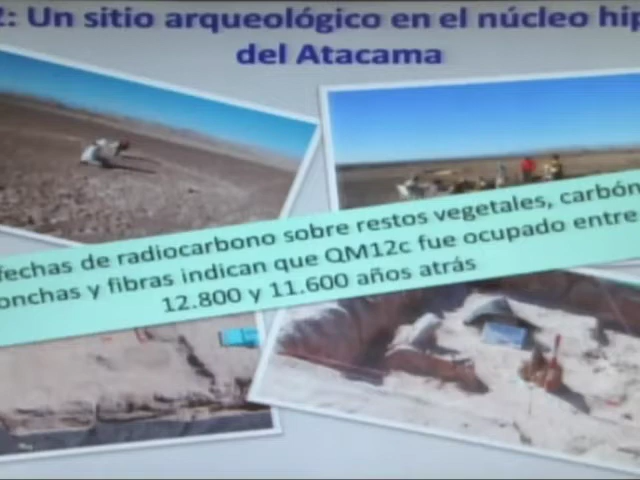 2: Un sitio arqueológico en el núcleo hip
del Atacama
fechas de radiocarbono sobre restos vegetales, carbón
onchas y fibras indican que QM12c fue ocupado entre
12.800 y 11.600 años atrás